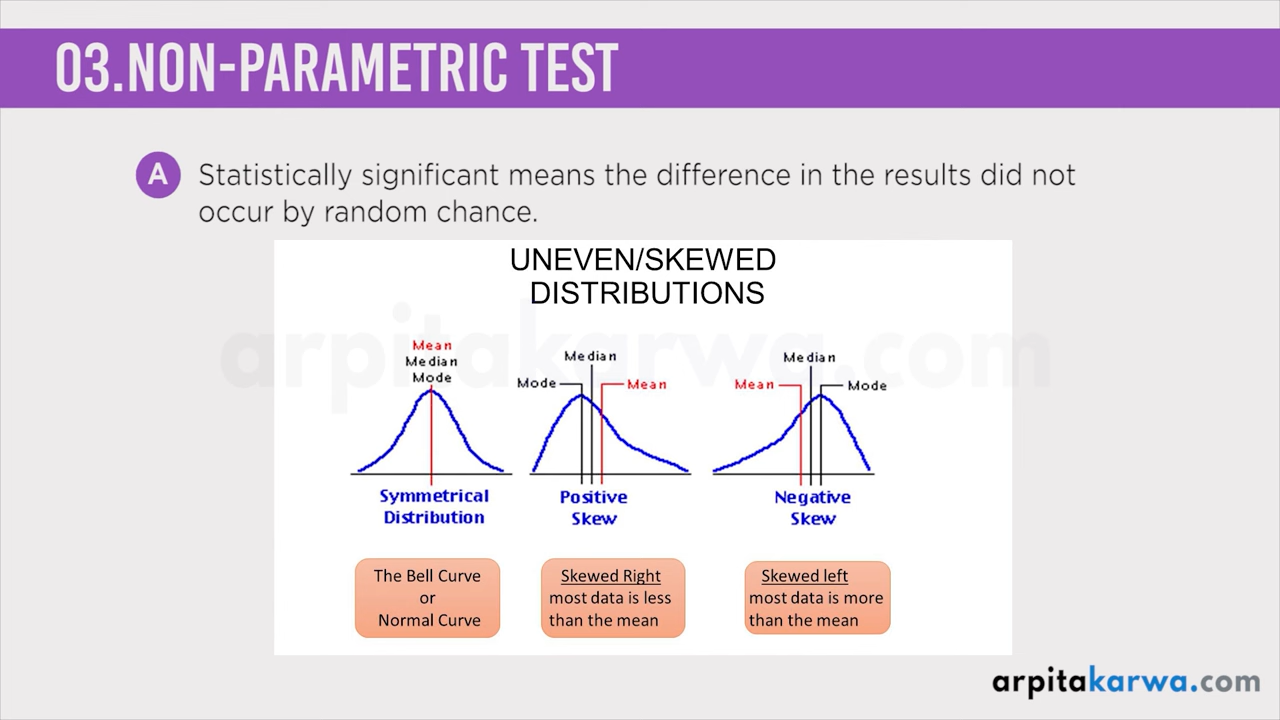 03.NON-PARAMETRIC TEST
A Statistically significant means the difference in the results did not
occur by random chance.
UNEVEN/SKEWED
DISTRIBUTIONS
arpitakarwa.com
Mean
Median
Mode
Symmetrical
Distribution
Median
Mode
Mean
Positive
Skew
Median
Mean
Mode
Negative
Skew
The Bell Curve
or
Normal Curve
Skewed Right
most data is less
than the mean
Skewed left
most data is more
than the mean
arpitakarwa.com